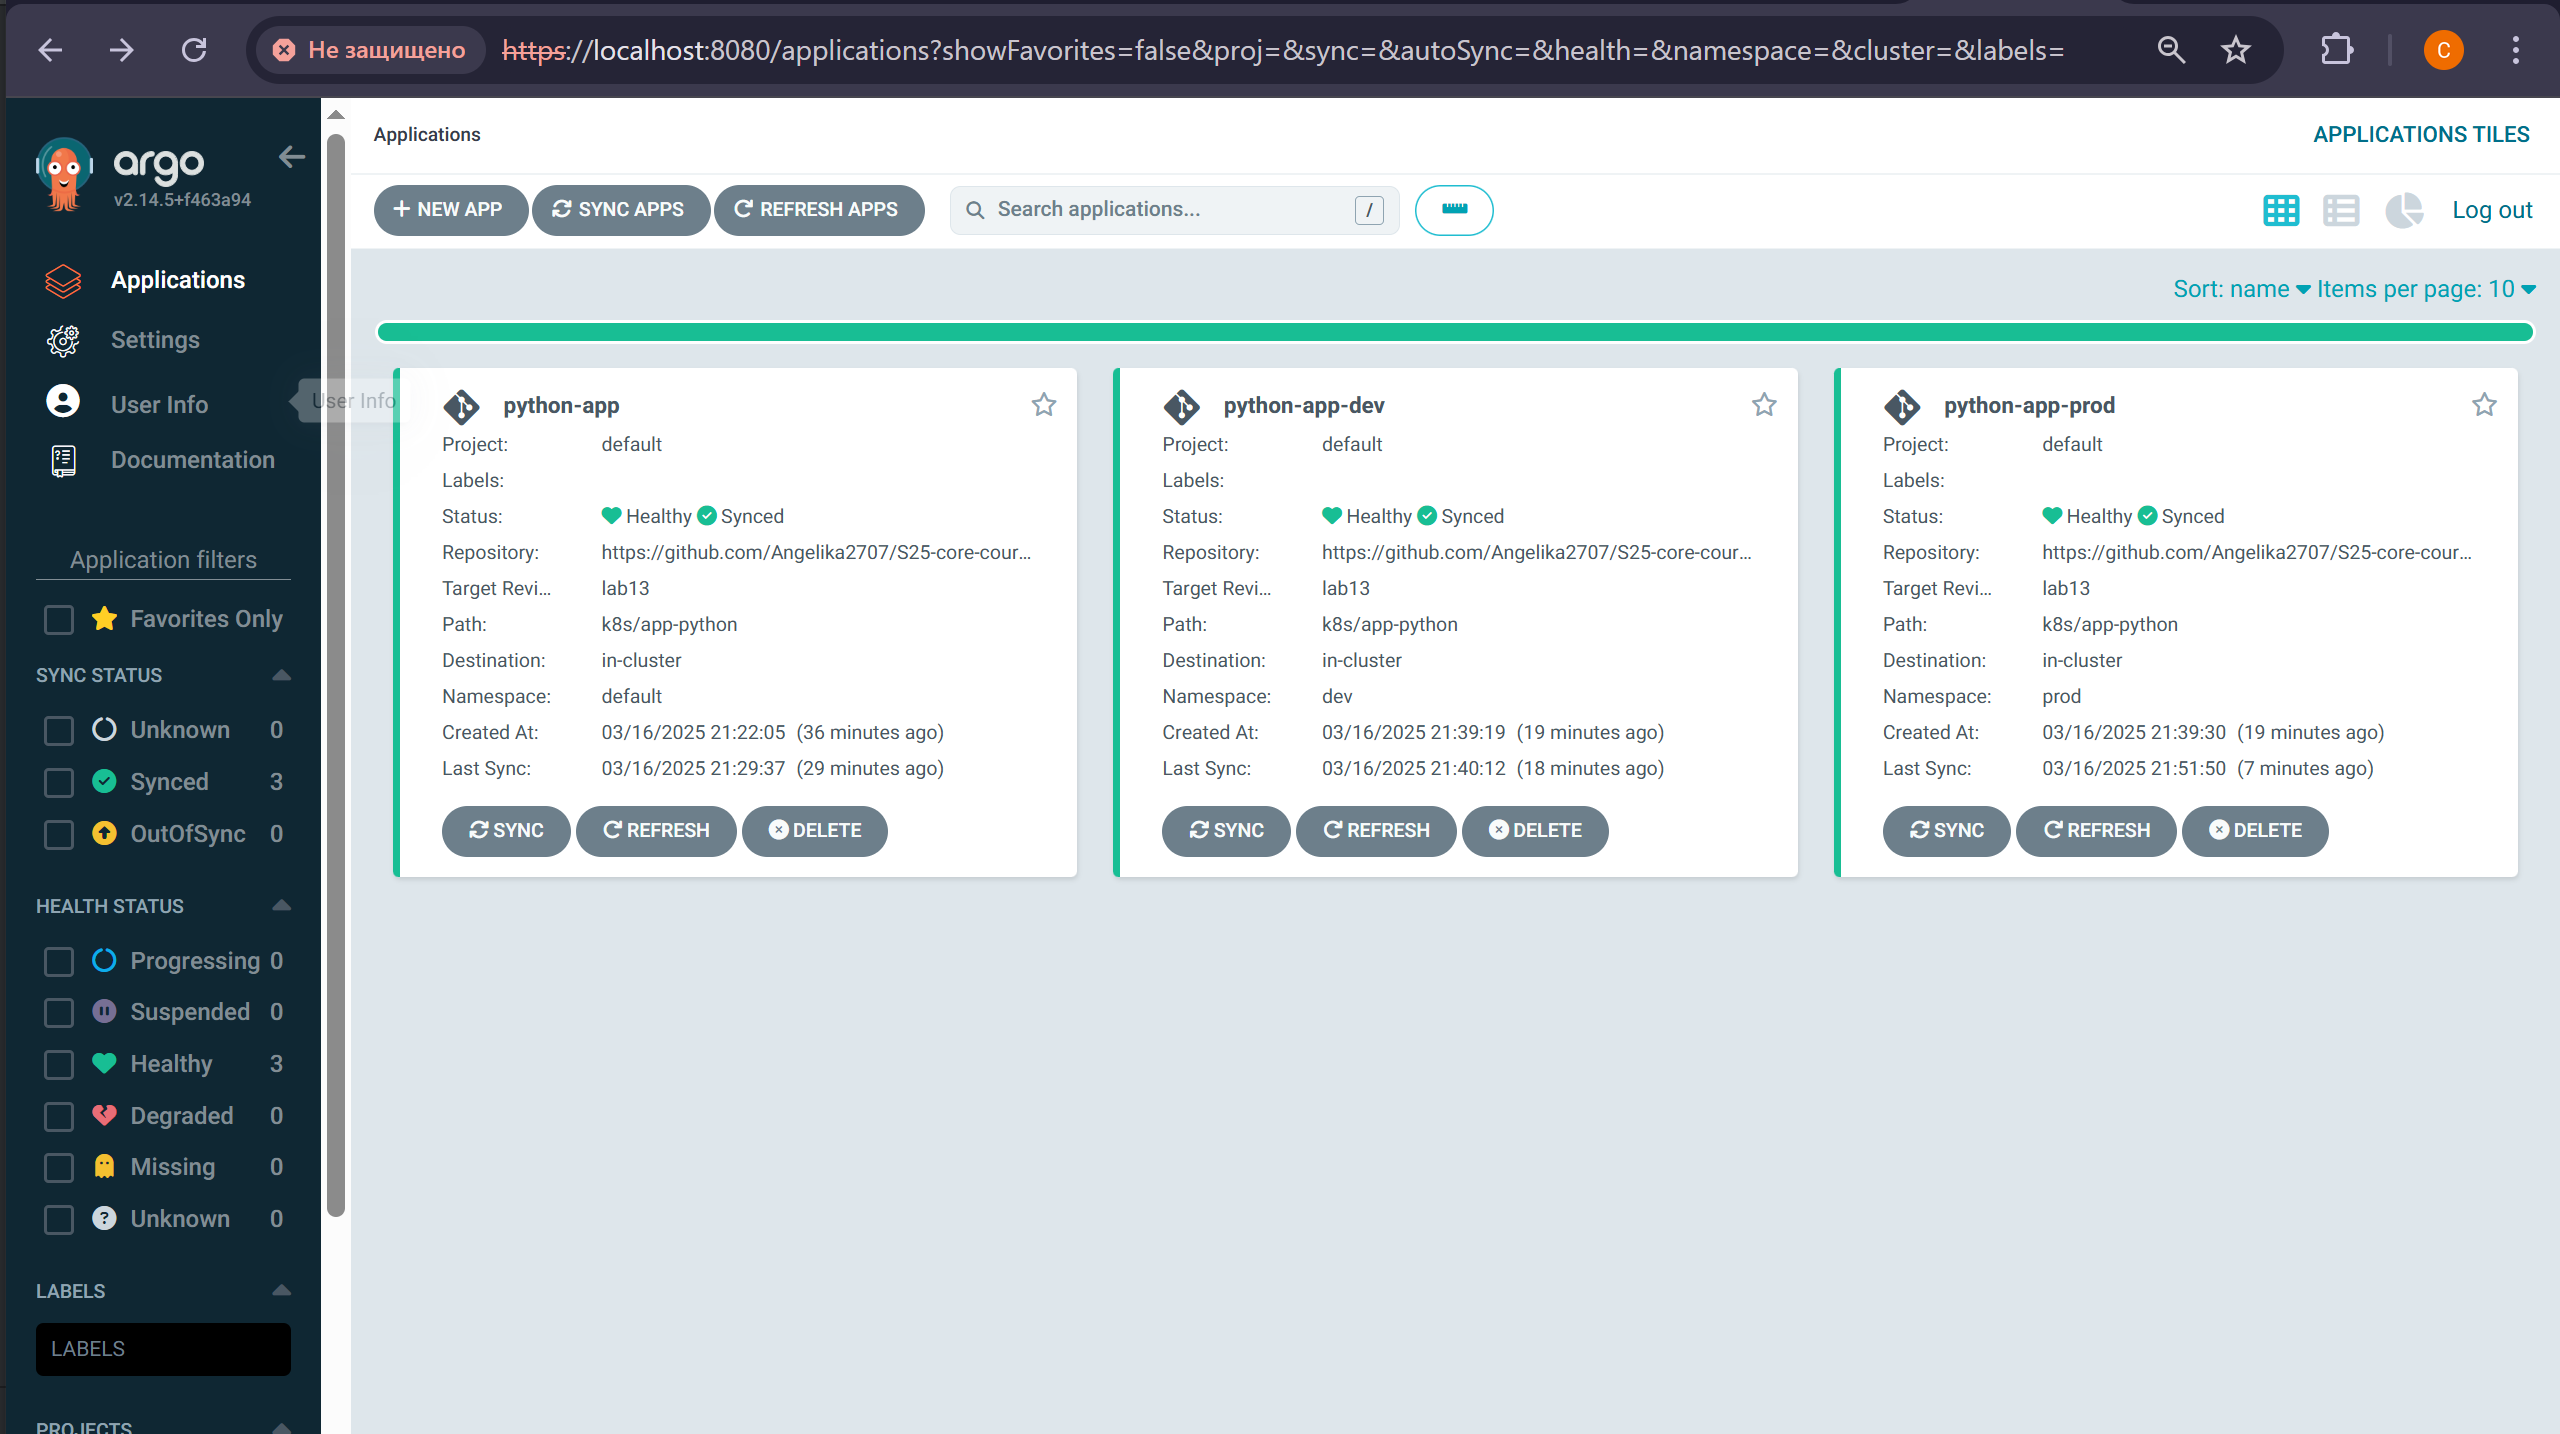 Не защищено https://localhost:8080/applications?showFavorites=false&proj=&sync=&autoSync=&health=&namespace=&cluster=&labels= C
argo
v2.14.5+f463a94
Applications
Settings
User Info
Documentation
User Info
Application filters
Favorites Only
SYNC STATUS
Unknown 0
Synced 3
OutOfSync 0
HEALTH STATUS
Progressing 0
Suspended 0
Healthy 3
Degraded 0
Missing 0
Unknown 0
LABELS
LABELS
PROJECTS
Applications APPLICATIONS TILES
NEW APP SYNC APPS REFRESH APPS Search applications... / Log out
Sort: name Items per page: 10
python-app
Project: default
Labels:
Status: Healthy Synced
Repository: https://github.com/Angelika2707/S25-core-cour...
Target Revi... lab13
Path: k8s/app-python
Destination: in-cluster
Namespace: default
Created At: 03/16/2025 21:22:05 (36 minutes ago)
Last Sync: 03/16/2025 21:29:37 (29 minutes ago)
SYNC REFRESH DELETE
python-app-dev
Project: default
Labels:
Status: Healthy Synced
Repository: https://github.com/Angelika2707/S25-core-cour...
Target Revi... lab13
Path: k8s/app-python
Destination: in-cluster
Namespace: dev
Created At: 03/16/2025 21:39:19 (19 minutes ago)
Last Sync: 03/16/2025 21:40:12 (18 minutes ago)
SYNC REFRESH DELETE
python-app-prod
Project: default
Labels:
Status: Healthy Synced
Repository: https://github.com/Angelika2707/S25-core-cour...
Target Revi... lab13
Path: k8s/app-python
Destination: in-cluster
Namespace: prod
Created At: 03/16/2025 21:39:30 (19 minutes ago)
Last Sync: 03/16/2025 21:51:50 (7 minutes ago)
SYNC REFRESH DELETE